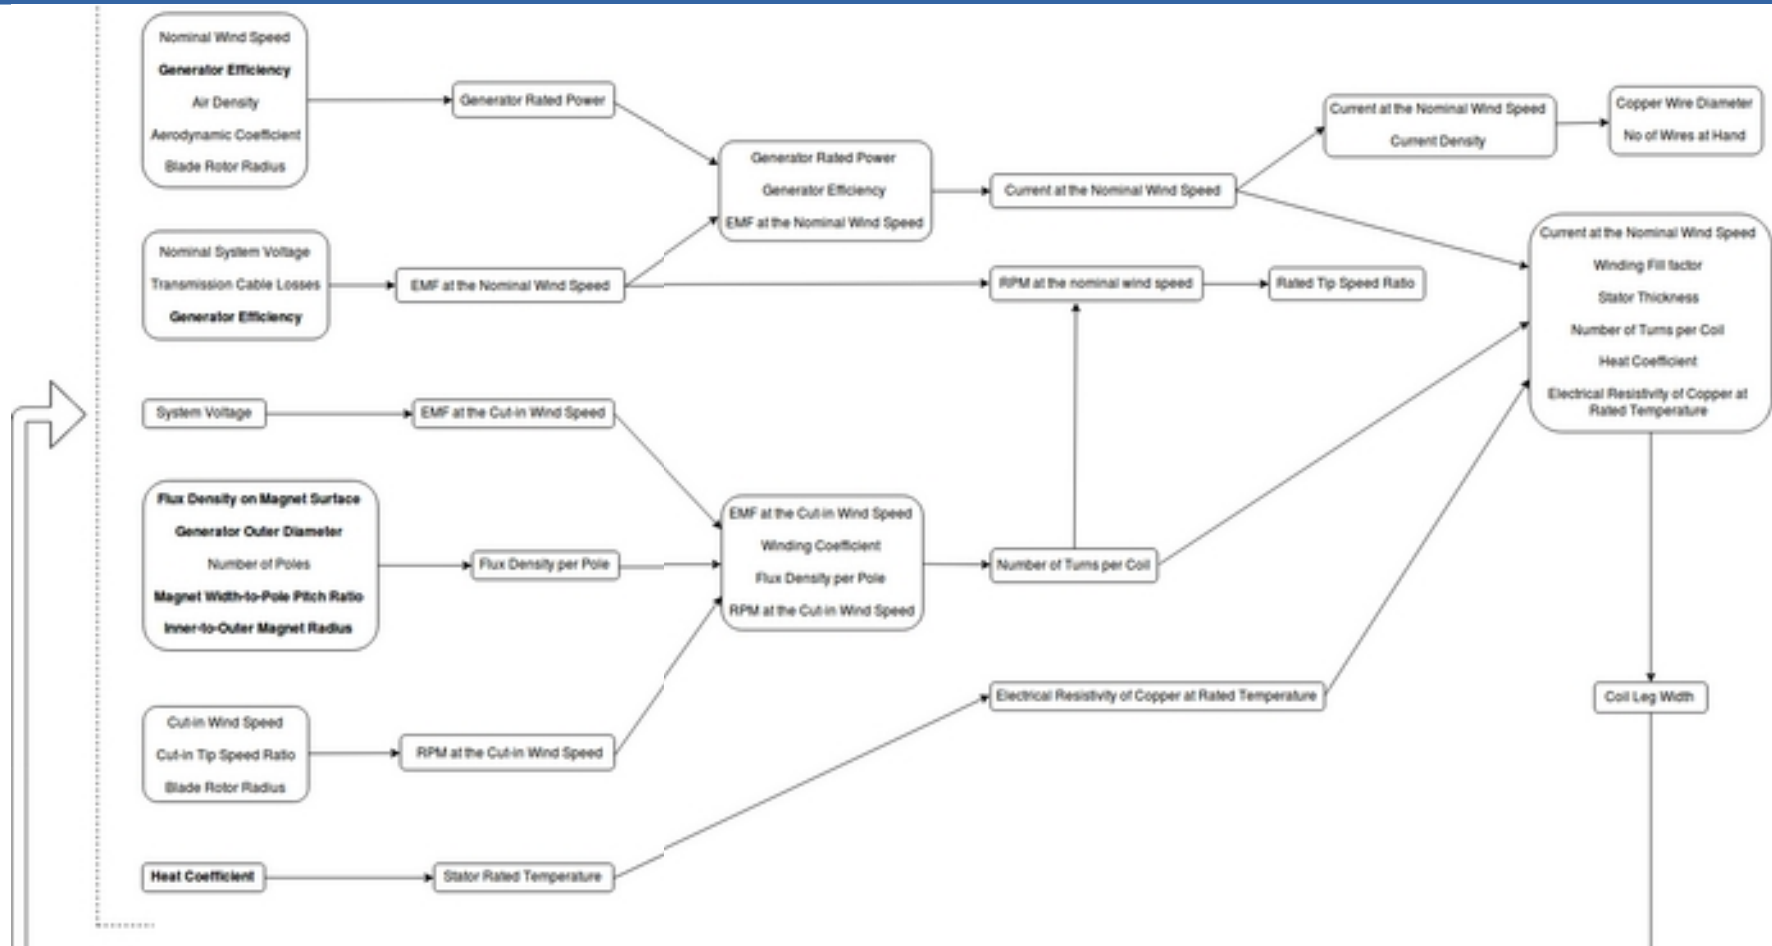 Nominal Wind Speed
Generator Efficiency
Air Density
Aerodynamic Coefficient
Blade Rotor Radius
Generator Rated Power
Generator Rated Power
Generator Efficiency
EMF at the Nominal Wind Speed
Current at the Nominal Wind Speed
Current at the Nominal Wind Speed
Current Density
Copper Wire Diameter
No of Wires at Hand
Nominal System Voltage
Transmission Cable Losses
Generator Efficiency
EMF at the Nominal Wind Speed
RPM at the nominal wind speed
Rated Tip Speed Ratio
Current at the Nominal Wind Speed
Winding Fill factor
Stator Thickness
Number of Turns per Coil
Heat Coefficient
Electrical Resistivity of Copper at
Rated Temperature
System Voltage
EMF at the Cut-in Wind Speed
Flux Density on Magnet Surface
Generator Outer Diameter
Number of Poles
Magnet Width-to-Pole Pitch Ratio
Inner-to-Outer Magnet Radius
Flux Density per Pole
EMF at the Cut-in Wind Speed
Winding Coefficient
Flux Density per Pole
RPM at the Cut-in Wind Speed
Number of Turns per Coil
Cut-in Wind Speed
Cut-in Tip Speed Ratio
Blade Rotor Radius
RPM at the Cut-in Wind Speed
Electrical Resistivity of Copper at Rated Temperature
Coil Leg Width
Heat Coefficient
Stator Rated Temperature